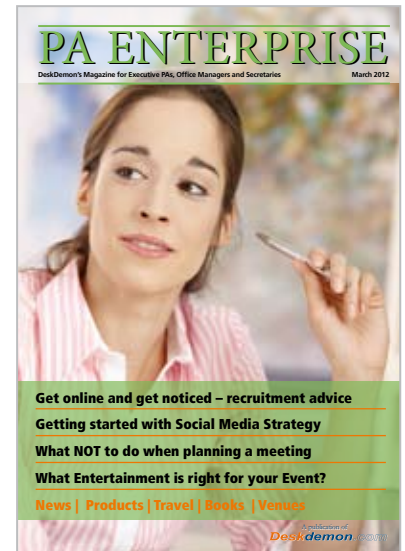 PA ENTERPRISE
DeskDemon's Magazine for Executive PAs, Office Managers and Secretaries March 2012
Get online and get noticed – recruitment advice
Getting started with Social Media Strategy
What NOT to do when planning a meeting
What Entertainment is right for your Event?
News | Products | Travel | Books | Venues
A publication of
Deskdemon.com